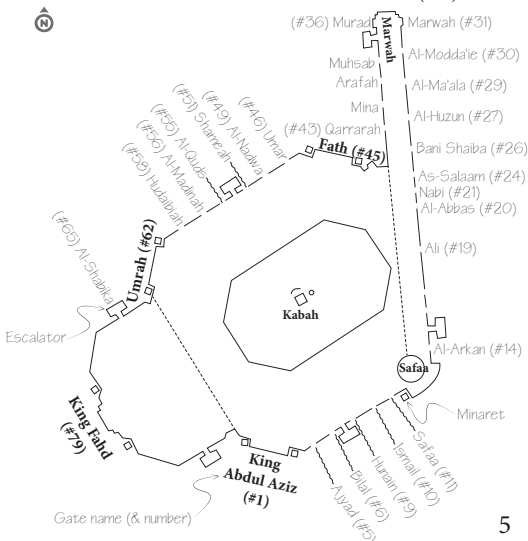 N
(#36) Murad
Marwah
Marwah (#31)
Al-Modda'ie (#30)
Muhsab
Arafah
Al-Ma'ala (#29)
Mina
Al-Huzun (#27)
(#43) Qarrarah
Fath (#45)
Bani Shaiba (#26)
As-Salaam (#24)
Nabi (#21)
Al-Abbas (#20)
Ali (#19)
Al-Arkan (#14)
(#46) Umar
(#49) Al-Nadwa
(#51) Shameah
(#55) Al-Quds
(#56) Al-Madinah
(#58) Hudaibiah
Umrah (#62)
(#65) Al-Shabika
Escalator
Kabah
Safaa
Minaret
King Fahd
(#79)
King
Abdul Aziz
(#1)
Safaa (#11)
Ismail (#10)
Hunain (#9)
Bilal (#6)
Ajyad (#5)
Gate name (& number)
5